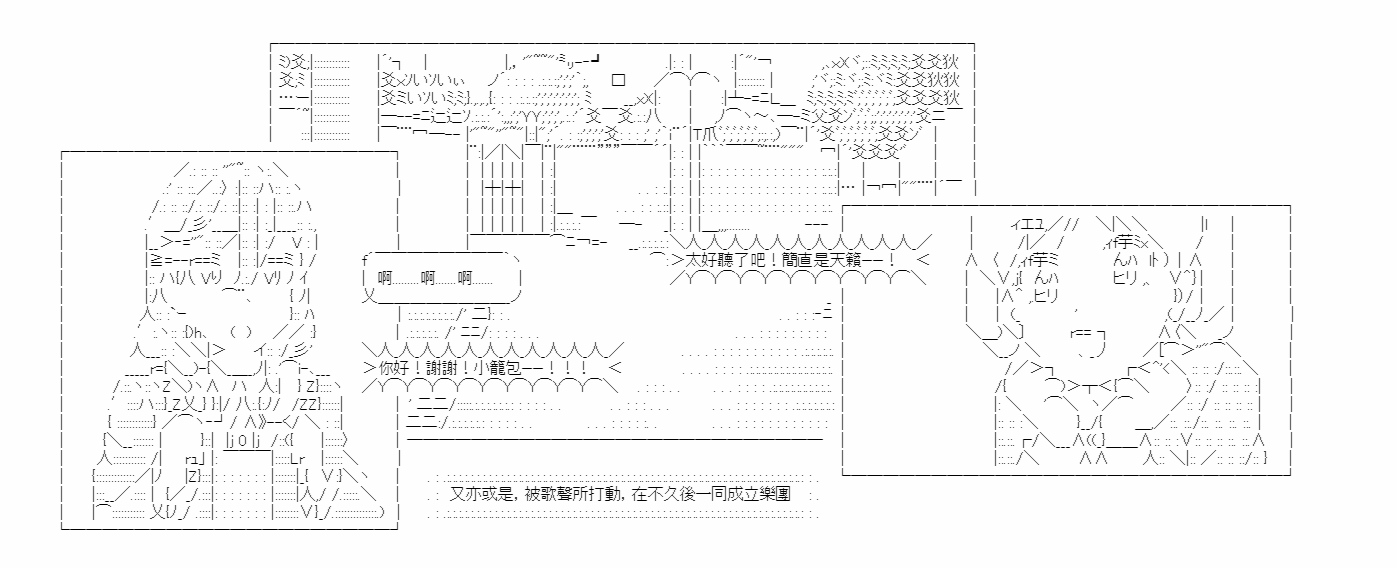 太好聽了吧！簡直是天籟——！
啊………啊……啊……
你好！謝謝！小籠包——！！！
又亦或是，被歌聲所打動，在不久後一同成立樂團